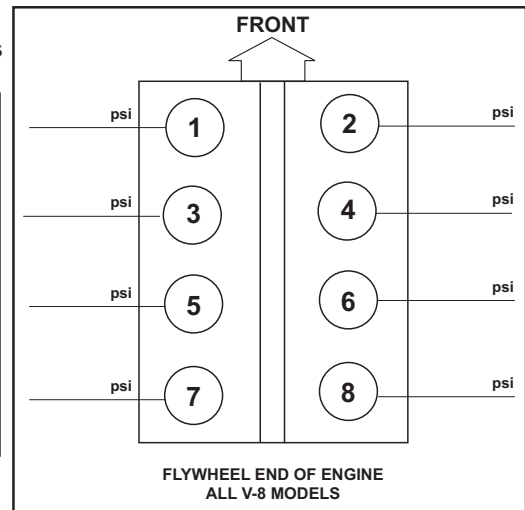 FRONT
s
psi 1 2 psi
psi 3 4 psi
psi 5 6 psi
psi 7 8 psi
FLYWHEEL END OF ENGINE
ALL V-8 MODELS